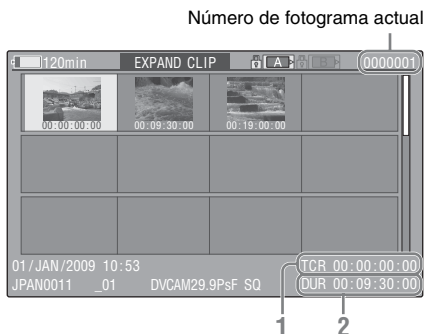 Número de fotograma actual
120min EXPAND CLIP A B 0000001
00:00:00:00 00:09:30:00 00:19:00:00
01/JAN/2009 10:53 TCR 00:00:00:00
JPAN0011 _01 DVCAM29.9PsF SQ DUR 00:09:30:00
1 2